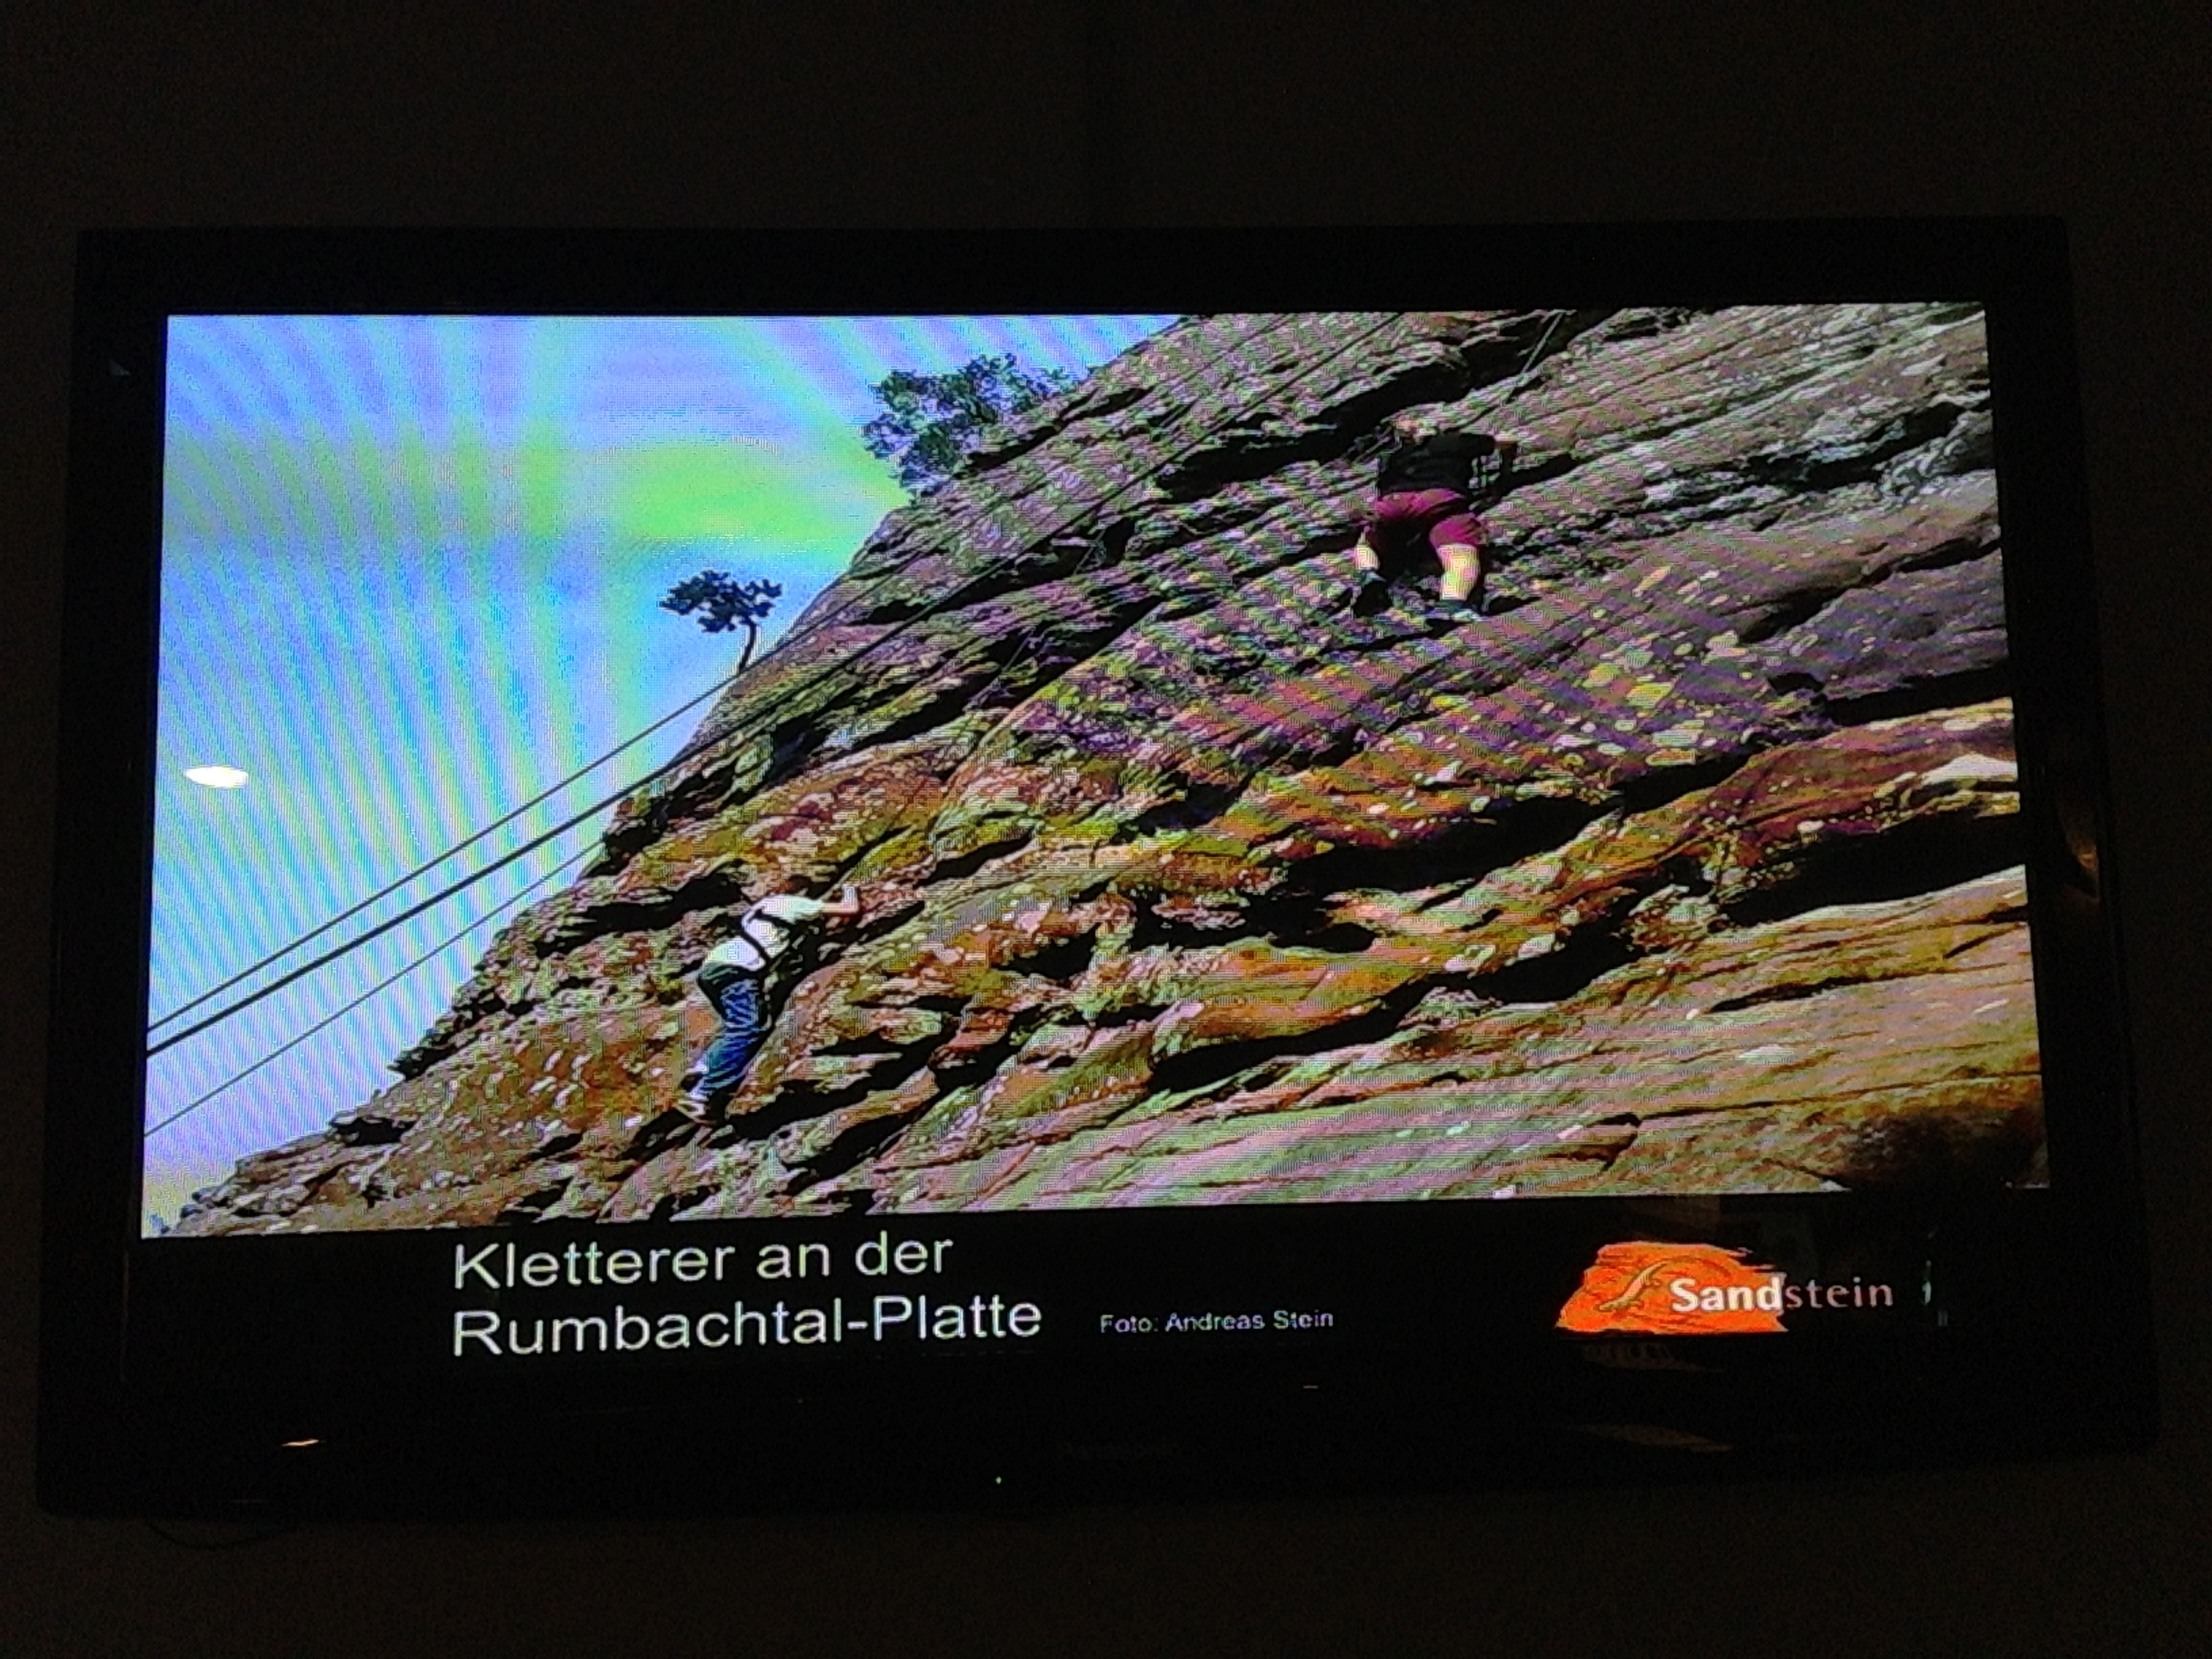 Kletterer an der
Rumbachtal-Platte
Foto: Andreas Stein
Sandstein